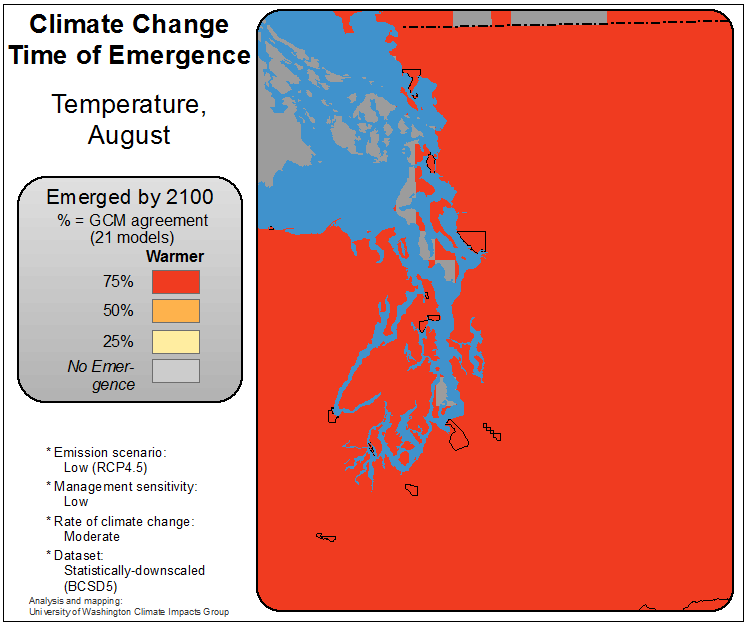 Climate Change
Time of Emergence
Temperature,
August
Emerged by 2100
% = GCM agreement
(21 models)
Warmer
75%
50%
25%
No Emer-
gence
* Emission scenario:
Low (RCP4.5)
* Management sensitivity:
Low
* Rate of climate change:
Moderate
* Dataset:
Statistically-downscaled
(BCSD5)
Analysis and mapping:
University of Washington Climate Impacts Group